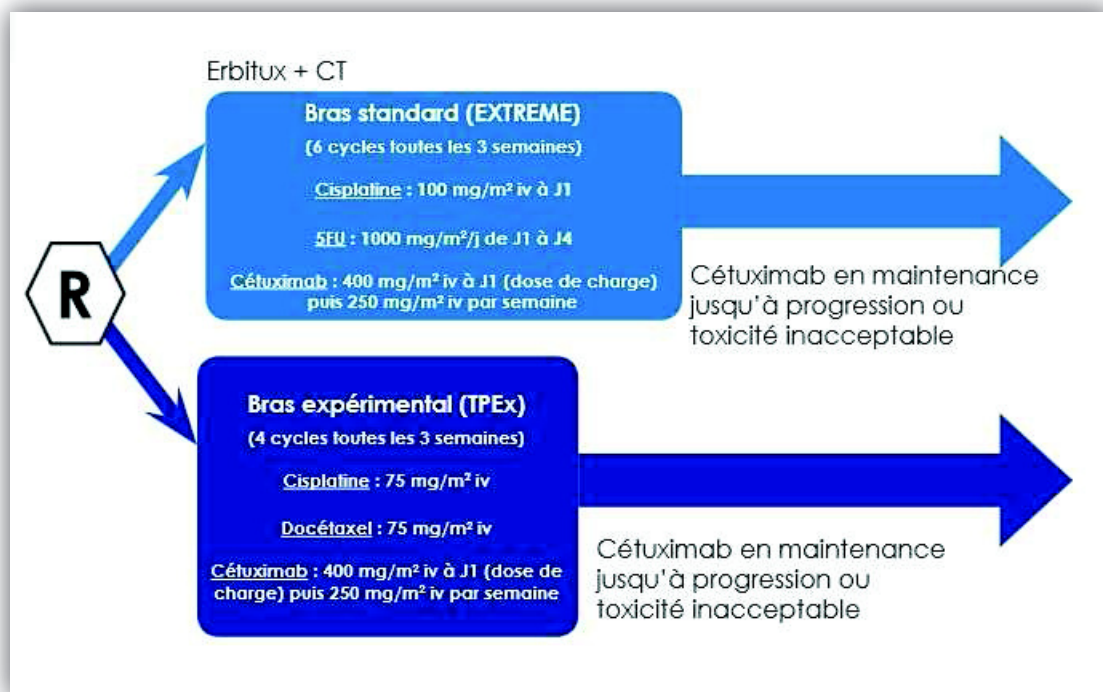 Erbitux + CT
Bras standard (EXTREME)
(6 cycles toutes les 3 semaines)
Cisplatine : 100 mg/m² iv à J1
5FU : 1000 mg/m²/j de J1 à J4
Cétuximab : 400 mg/m² iv à J1 (dose de charge)
puis 250 mg/m² iv par semaine
Cétuximab en maintenance
jusqu'à progression ou
toxicité inacceptable
R
Bras expérimental (TPEx)
(4 cycles toutes les 3 semaines)
Cisplatine : 75 mg/m² iv
Docétaxel : 75 mg/m² iv
Cétuximab : 400 mg/m² iv à J1 (dose de
charge) puis 250 mg/m² iv par semaine
Cétuximab en maintenance
jusqu'à progression ou
toxicité inacceptable